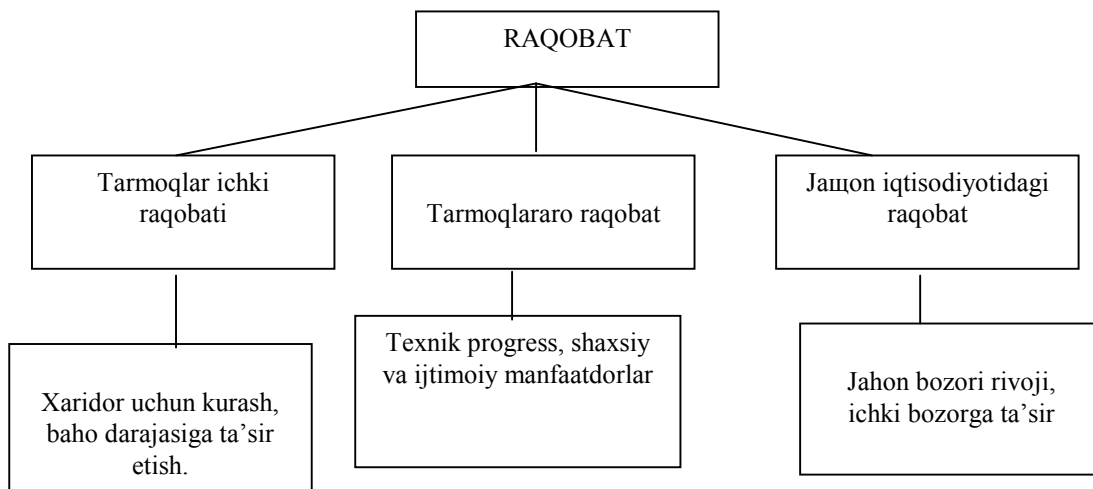 RAQOBAT
Tarmoqlar ichki
raqobati
Tarmoqlararo raqobat
Jaщon iqtisodiyotidagi
raqobat
Xaridor uchun kurash,
baho darajasiga ta’sir
etish.
Texnik progress, shaxsiy
va ijtimoiy manfaatdorlar
Jahon bozori rivoji,
ichki bozorga ta’sir